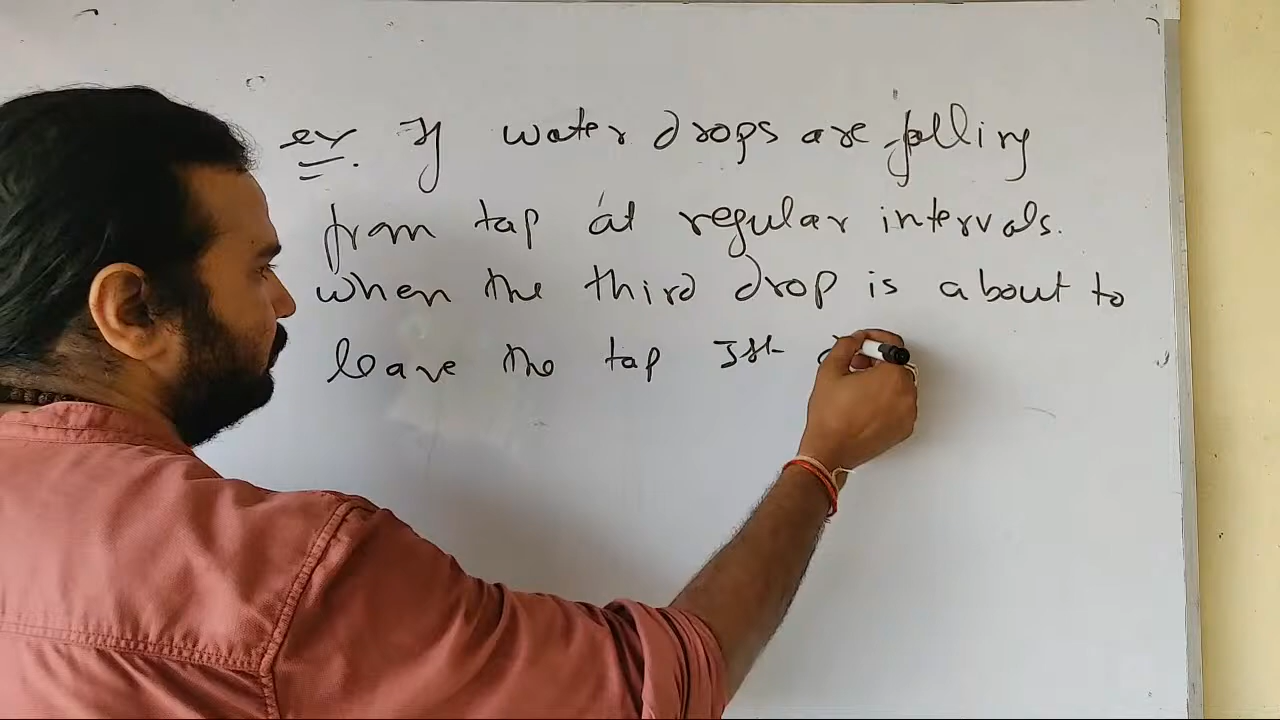 ex. If water drops are falling
from tap at regular intervals.
when the third drop is about to
leave the tap Ist d